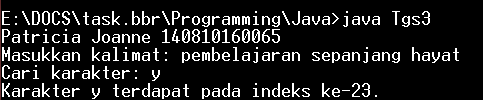 E:\DOCS\task.bbr\Programming\Java>java Tgs3
Patricia Joanne 140810160065
Masukkan kalimat: pembelajaran sepanjang hayat
Cari karakter: y
Karakter y terdapat pada indeks ke-23.